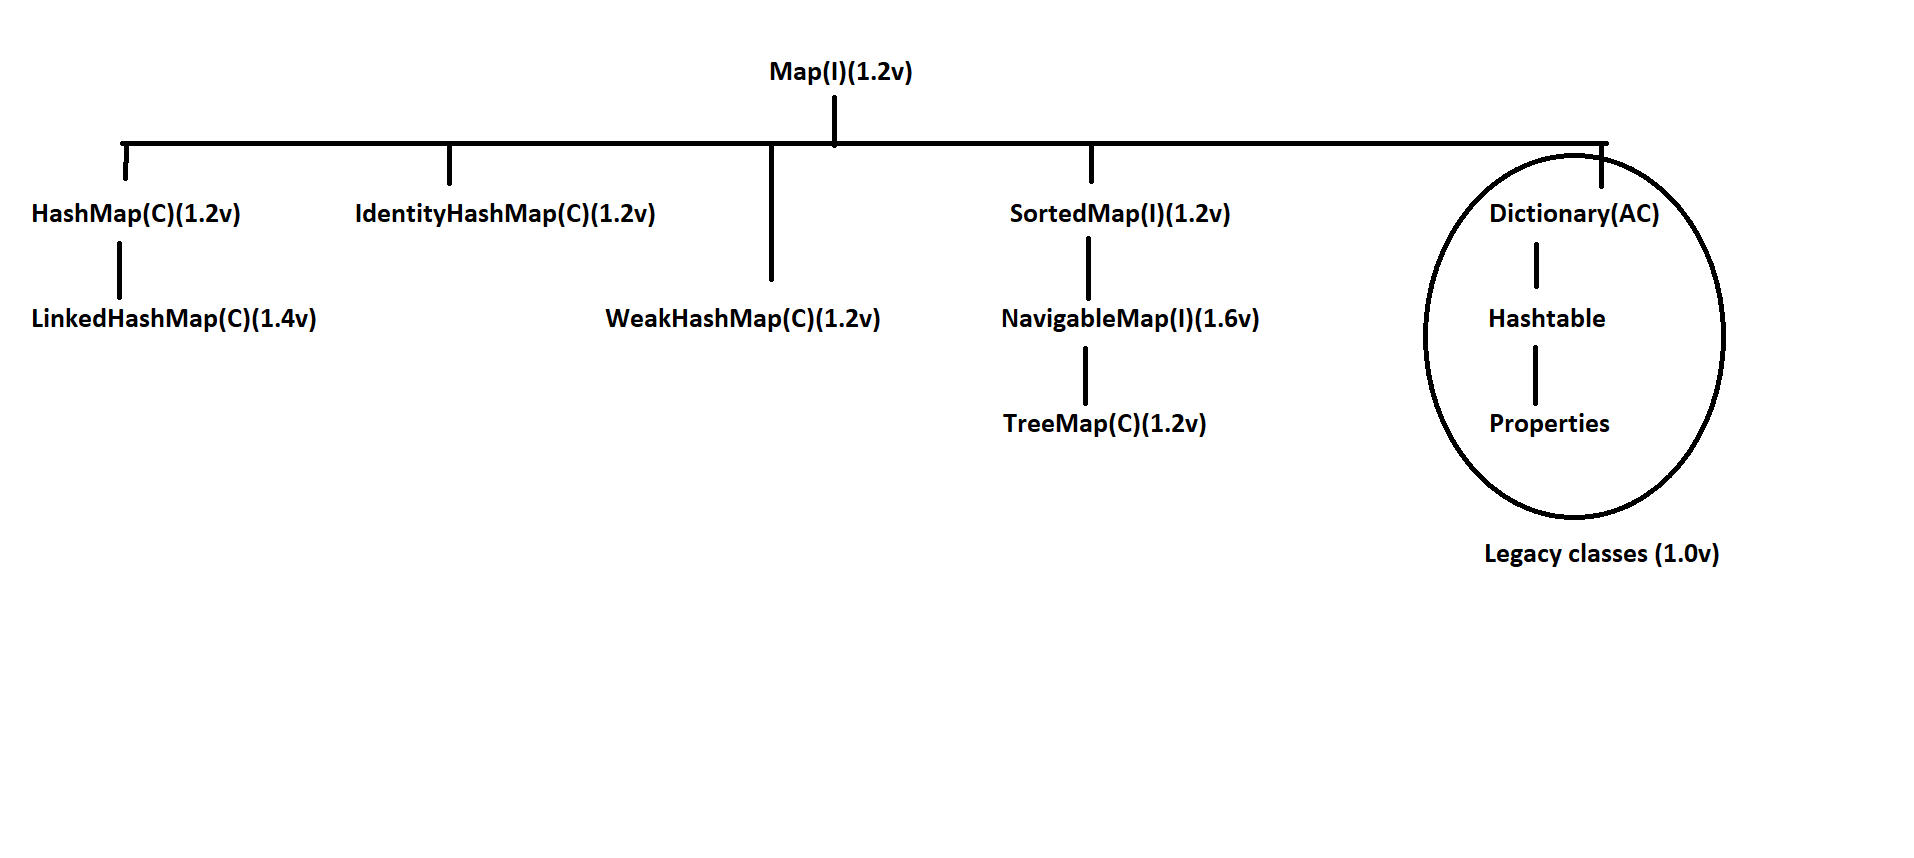 Map(I)(1.2v)
HashMap(C)(1.2v)
IdentityHashMap(C)(1.2v)
SortedMap(I)(1.2v)
Dictionary(AC)
LinkedHashMap(C)(1.4v)
WeakHashMap(C)(1.2v)
NavigableMap(I)(1.6v)
Hashtable
TreeMap(C)(1.2v)
Properties
Legacy classes (1.0v)